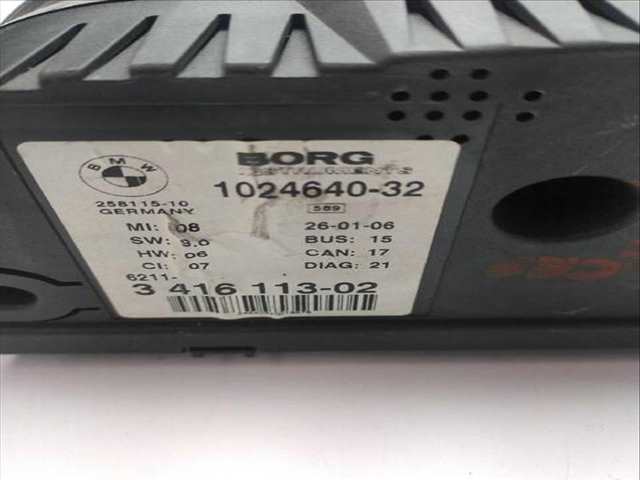 BMW
BORG
INSTRUMENTS
1024640-32
589
258115-10
GERMANY
MI: 08 26-01-06
SW: 9.0 BUS: 15
HW: 06 CAN: 17
CI: 07 DIAG: 21
6211-
3 416 113-02